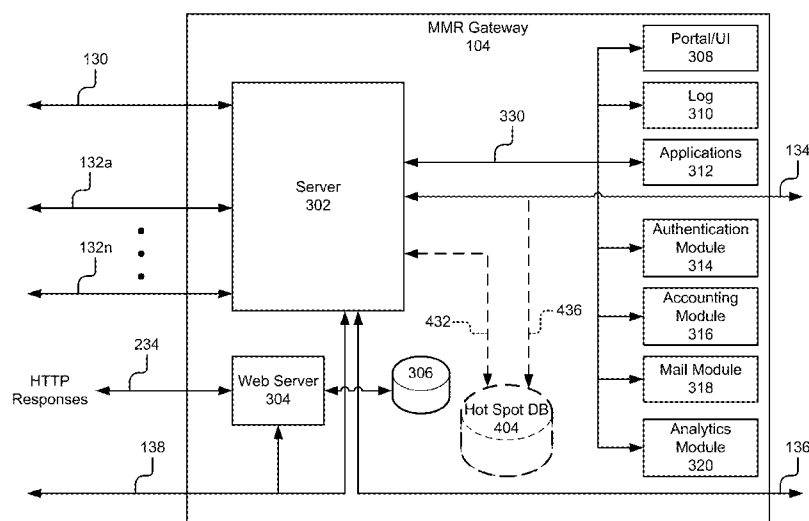 MMR Gateway
104
130
132a
132n
234
HTTP
Responses
138
Server
302
Web Server
304
306
330
432
436
Hot Spot DB
404
Portal/UI
308
Log
310
Applications
312
134
Authentication
Module
314
Accounting
Module
316
Mail Module
318
Analytics
Module
320
136